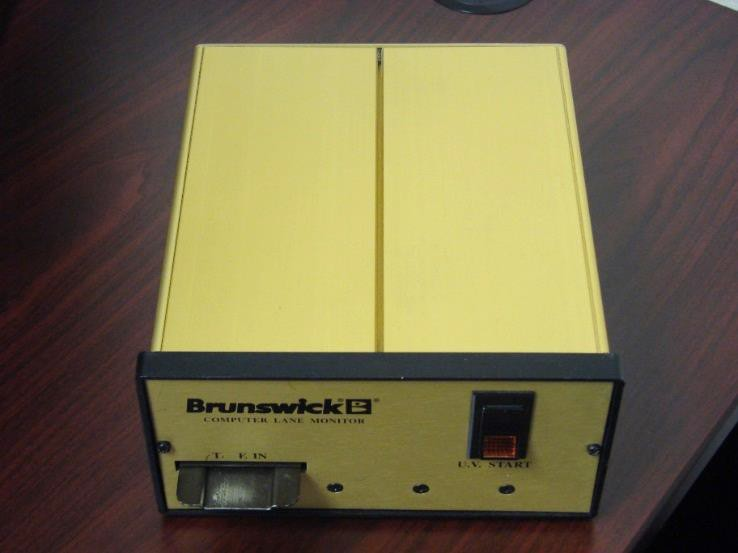 Brunswick® B®
COMPUTER LANE MONITOR
IN
U.V. START